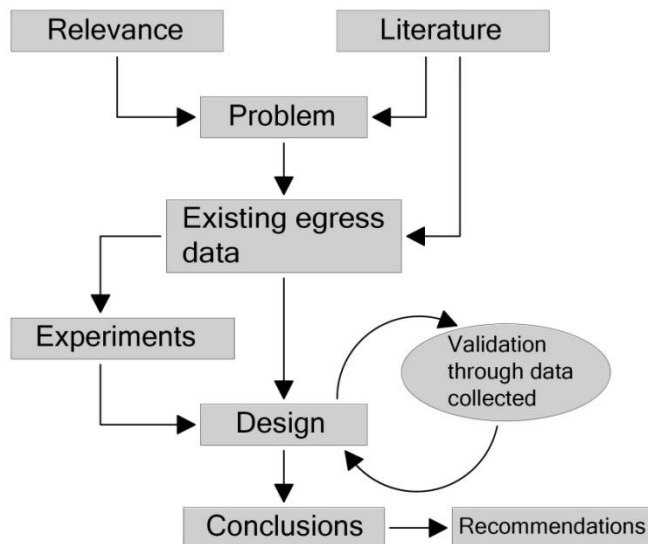 Relevance
Literature
Problem
Existing egress
data
Experiments
Validation
through data
collected
Design
Conclusions
Recommendations